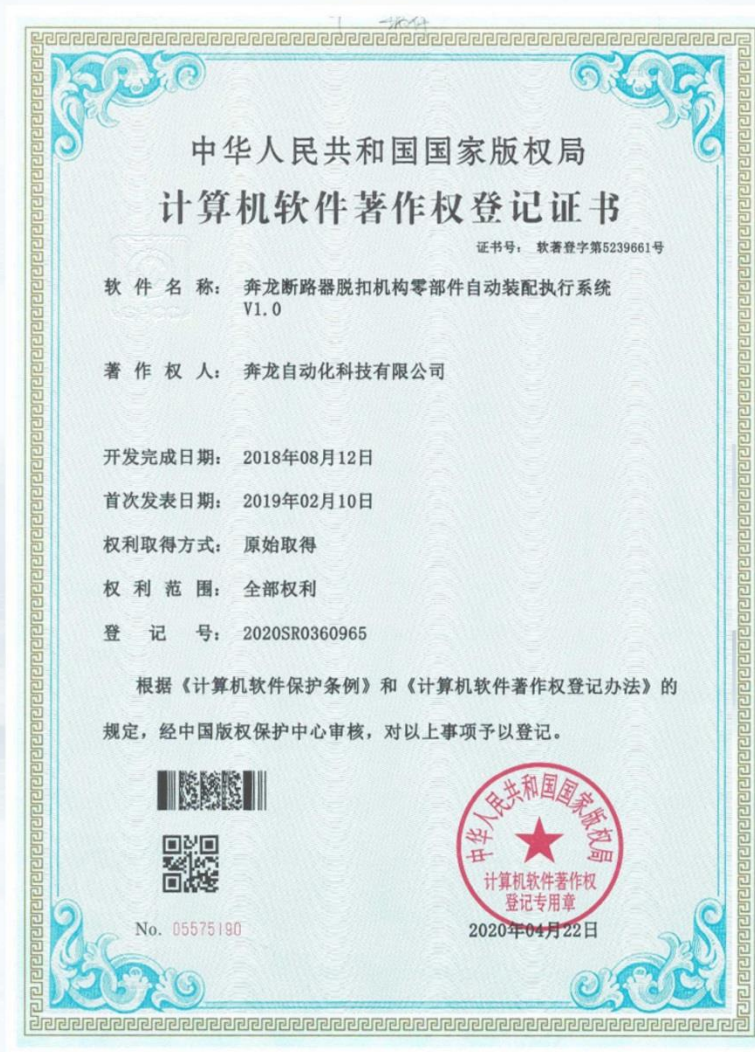 中华人民共和国国家版权局
计算机软件著作权登记证书
证书号： 软著登字第5239661号
软件名称： 奔龙断路器脱扣机构零部件自动装配执行系统
V1.0
著作权人： 奔龙自动化科技有限公司
开发完成日期： 2018年08月12日
首次发表日期： 2019年02月10日
权利取得方式： 原始取得
权利范围： 全部权利
登记号： 2020SR0360965
根据《计算机软件保护条例》和《计算机软件著作权登记办法》的
规定，经中国版权保护中心审核，对以上事项予以登记。
中华人民共和国国家版权局
计算机软件著作权
登记专用章
No. 05575190
2020年04月22日